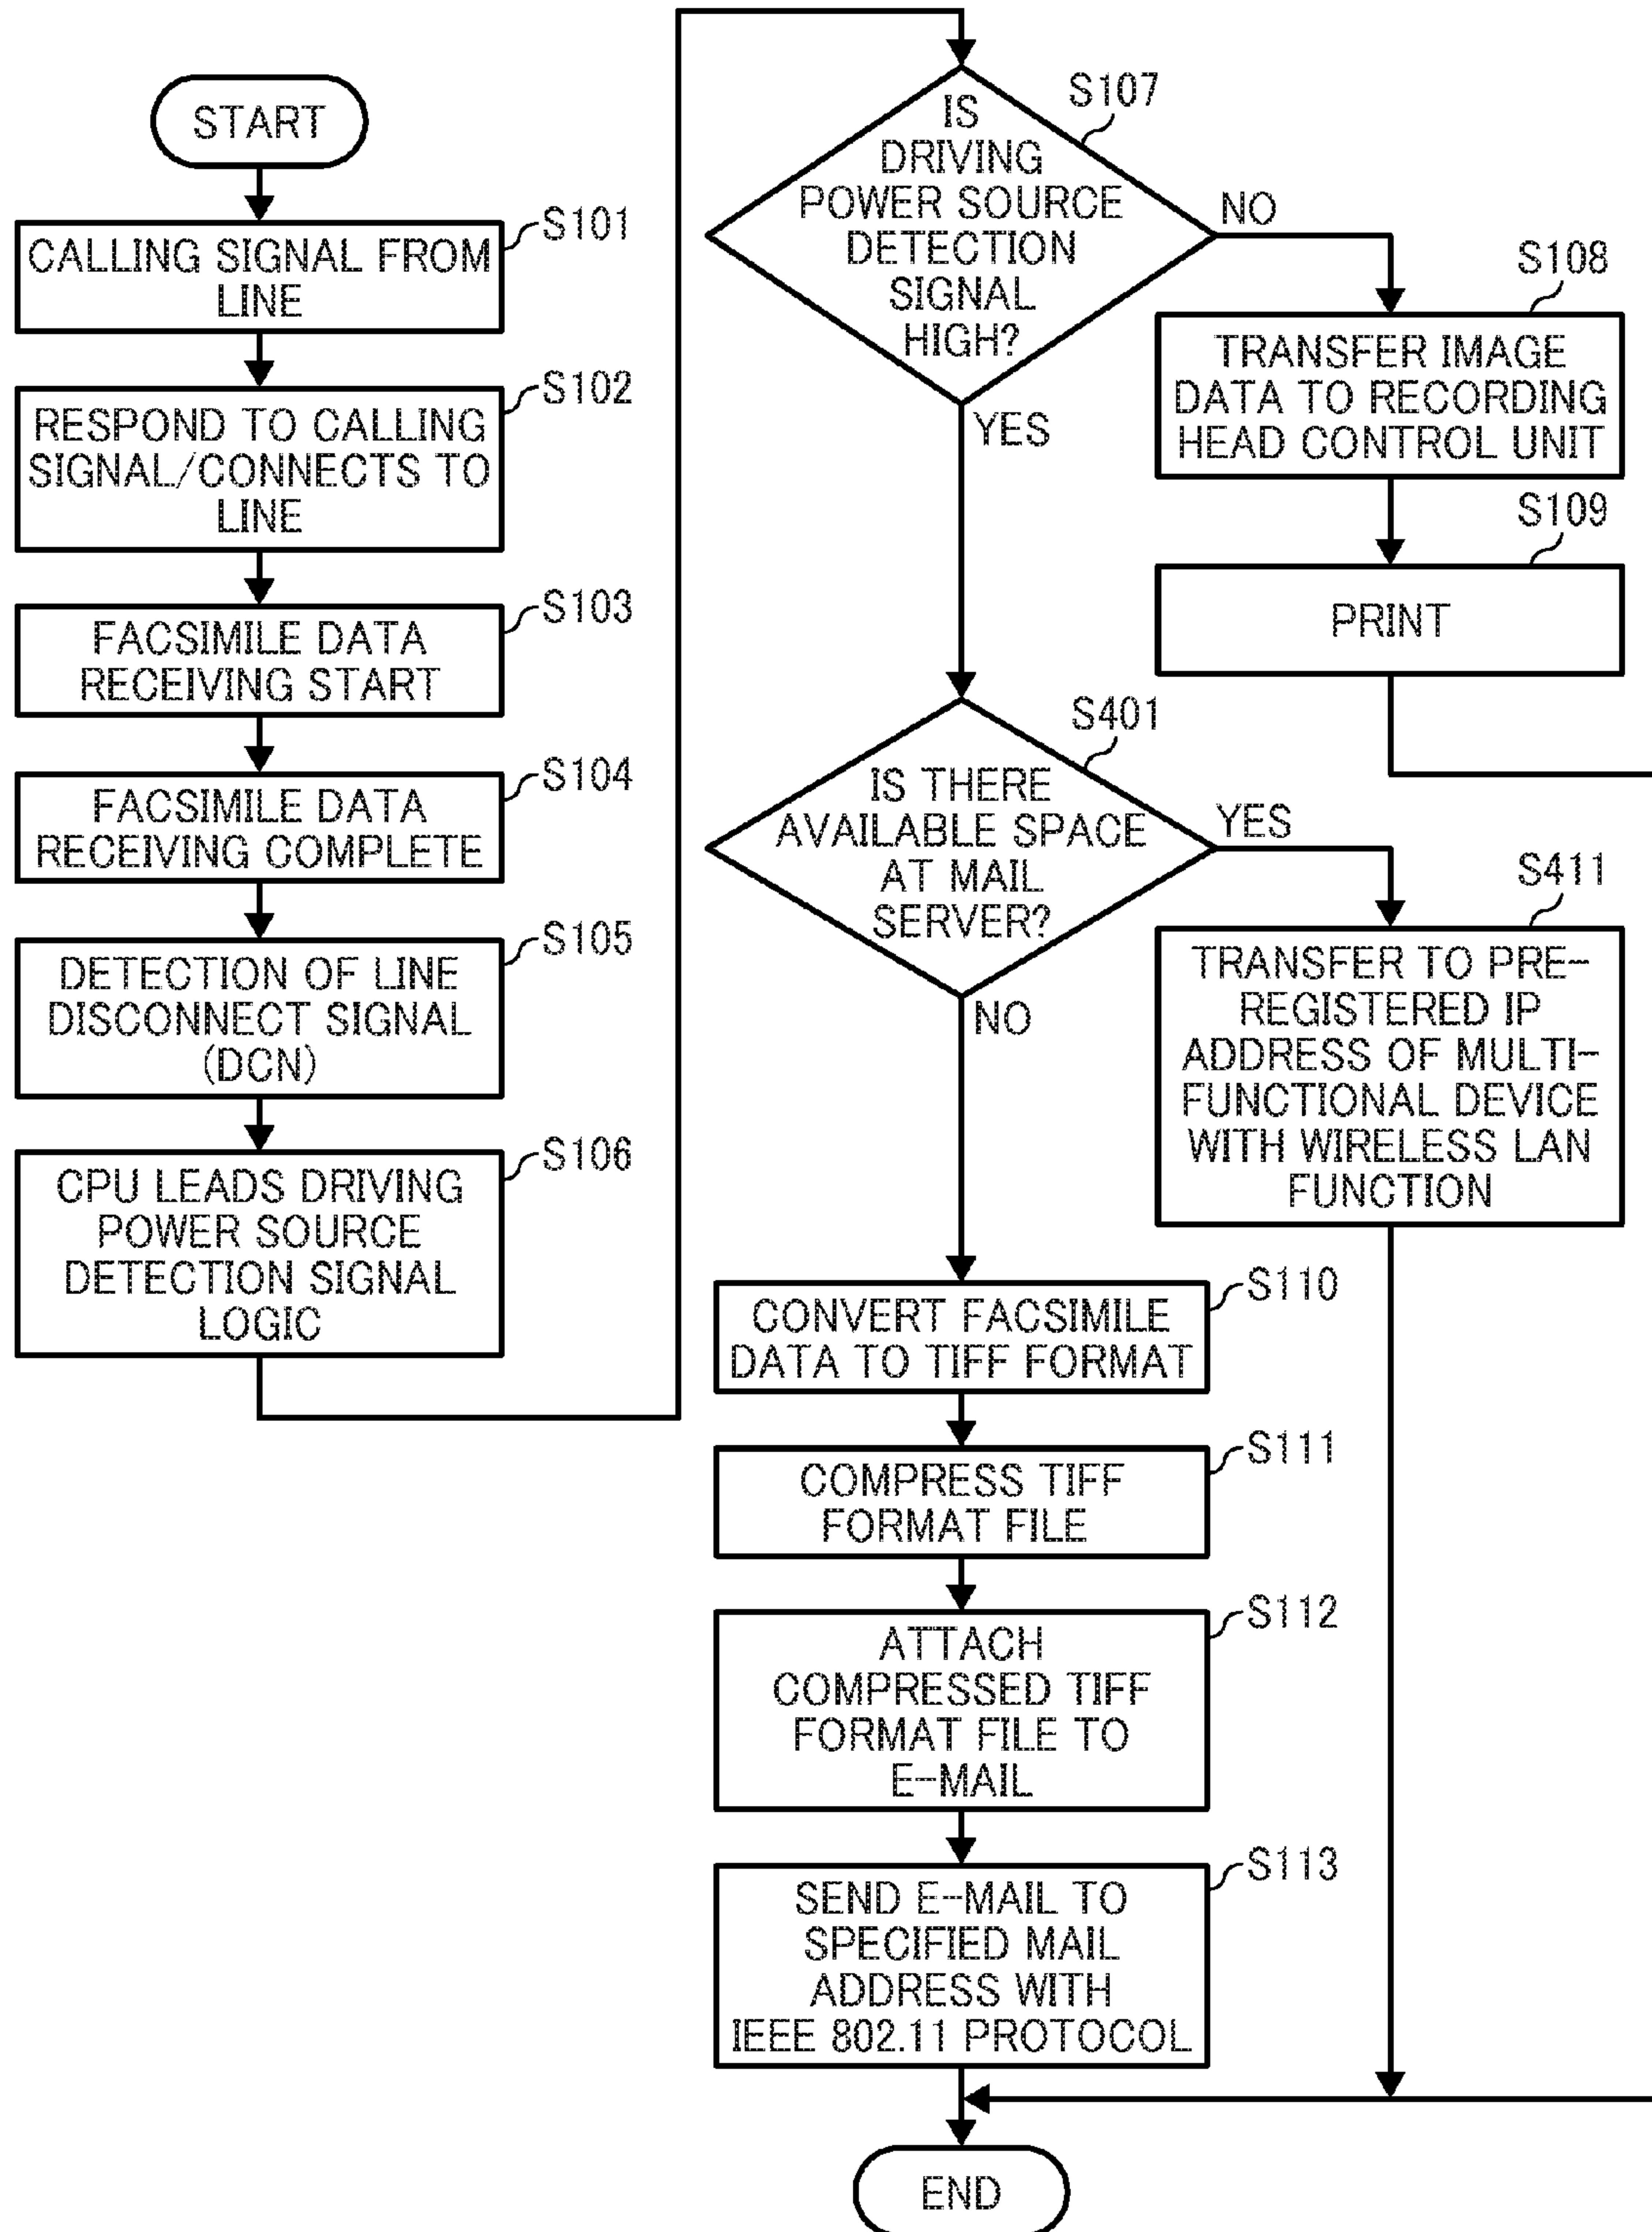 START
S101
CALLING SIGNAL FROM
LINE
S102
RESPOND TO CALLING
SIGNAL/CONNECTS TO
LINE
S103
FACSIMILE DATA
RECEIVING START
S104
FACSIMILE DATA
RECEIVING COMPLETE
S105
DETECTION OF LINE
DISCONNECT SIGNAL
(DCN)
S106
CPU LEADS DRIVING
POWER SOURCE
DETECTION SIGNAL
LOGIC
S107
IS
DRIVING
POWER SOURCE
DETECTION
SIGNAL
HIGH?
NO
YES
S108
TRANSFER IMAGE
DATA TO RECORDING
HEAD CONTROL UNIT
S109
PRINT
S401
IS THERE
AVAILABLE SPACE
AT MAIL
SERVER?
YES
NO
S411
TRANSFER TO PRE-
REGISTERED IP
ADDRESS OF MULTI-
FUNCTIONAL DEVICE
WITH WIRELESS LAN
FUNCTION
S110
CONVERT FACSIMILE
DATA TO TIFF FORMAT
S111
COMPRESS TIFF
FORMAT FILE
S112
ATTACH
COMPRESSED TIFF
FORMAT FILE TO
E-MAIL
S113
SEND E-MAIL TO
SPECIFIED MAIL
ADDRESS WITH
IEEE 802.11 PROTOCOL
END